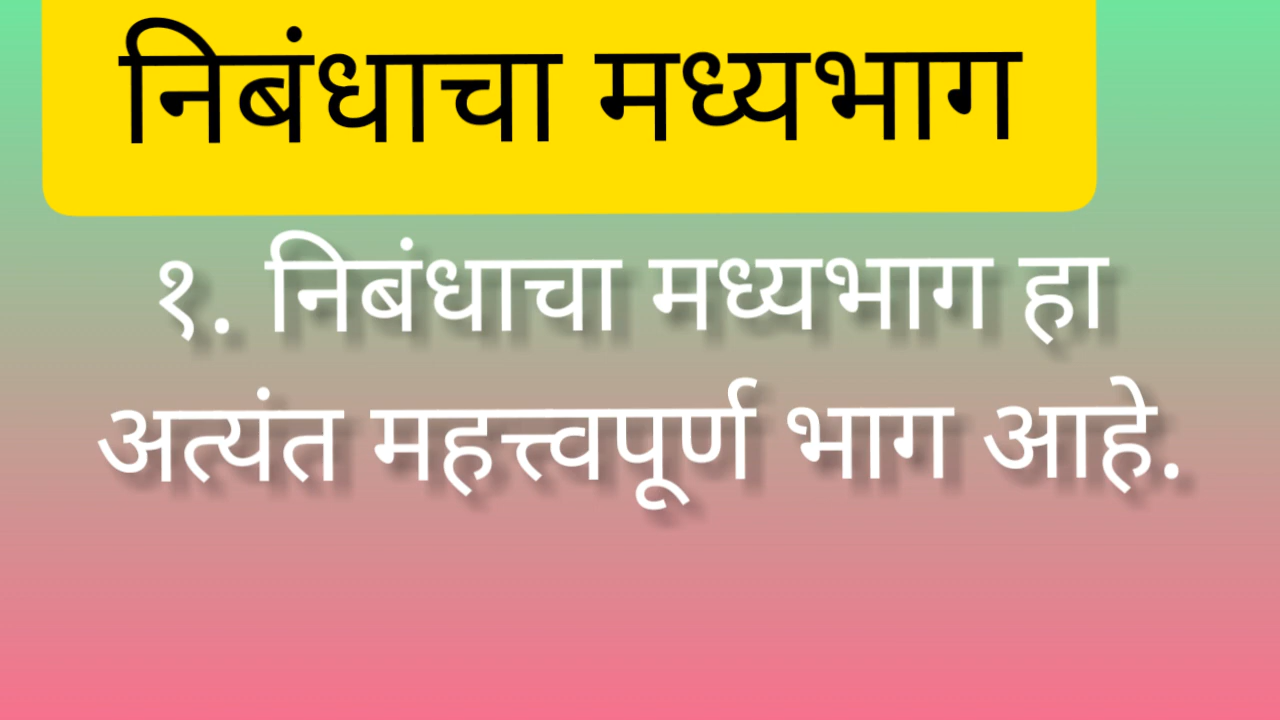 निबंधाचा मध्यभाग
१. निबंधाचा मध्यभाग हा
अत्यंत महत्त्वपूर्ण भाग आहे.